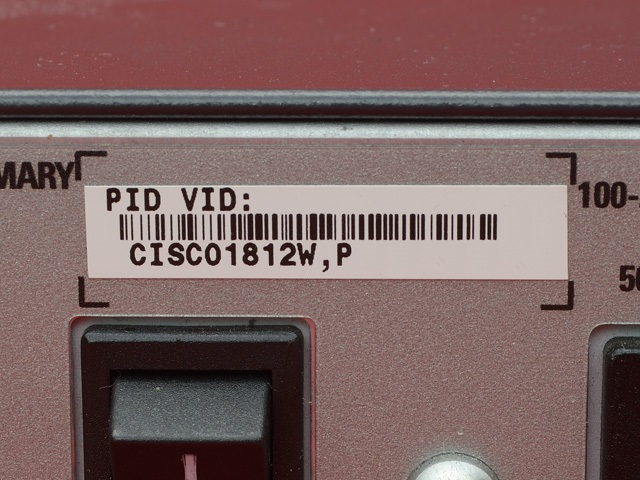 MARY
PID VID:
CISCO1812W,P
100-
50